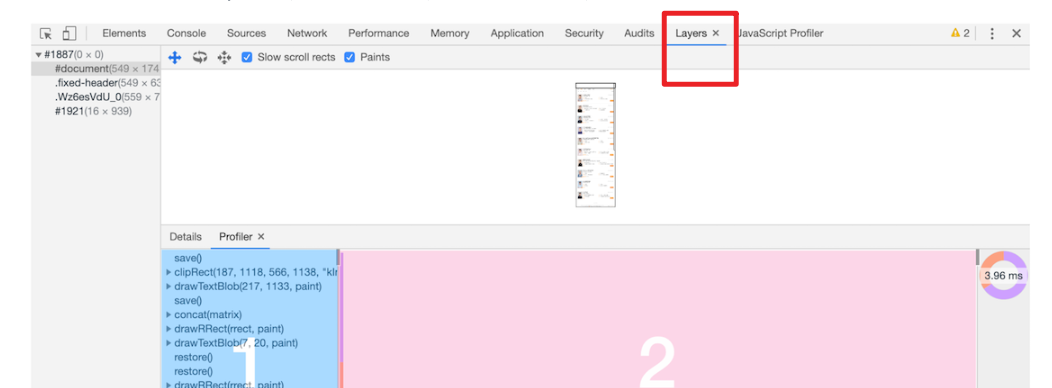 Elements Console Sources Network Performance Memory Application Security Audits Layers × JavaScript Profiler 2
#1887(0 × 0)
Slow scroll rects Paints
#document(549 × 174
.fixed-header(549 × 63
.Wz6esVdU_0(559 × 7
#1921(16 × 939)
Details Profiler ×
save()
clipRect(187, 1118, 566, 1138, "kIn
3.96 ms
drawTextBlob(217, 1133, paint)
save()
concat(matrix)
drawRRect(rrect, paint)
drawTextBlob(7, 20, paint)
restore()
restore()
drawRRect(rrect, paint)
1
2